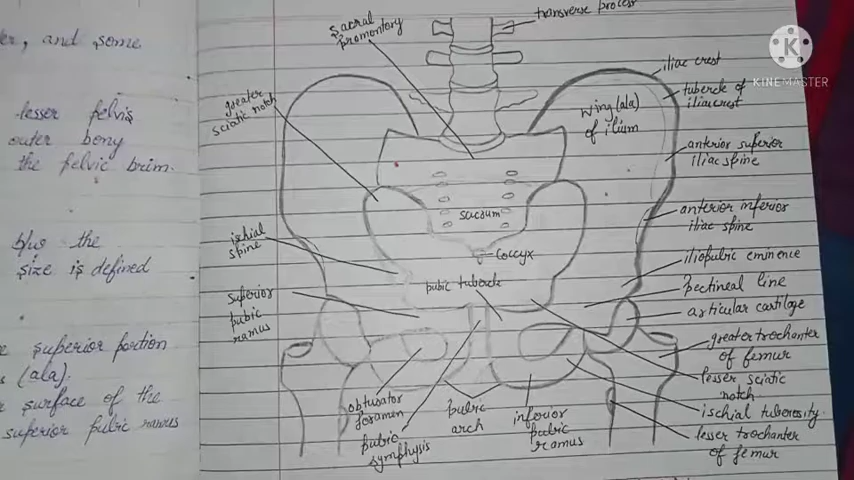 and some
lesser pelvis
outer bony
the pelvic brim.
b/w the
size is defined
superior portion
(ala).
surface of the
superior pubic ramus
sacral
promontory
transverse process
greater
sciatic notch
iliac crest
tubercle of
iliac crest
wing (ala)
of ilium
anterior superior
iliac spine
anterior inferior
iliac spine
sacrum
coccyx
ischial
spine
pubic tubercle
iliopubic eminence
pectineal line
superior
pubic
ramus
articular cartilage
greater trochanter
of femur
lesser sciatic
notch
ischial tuberosity.
lesser trochanter
of femur
obturator
foramen
pubic
symphysis
pubic
arch
inferior
pubic
ramus
K
KINEMASTER